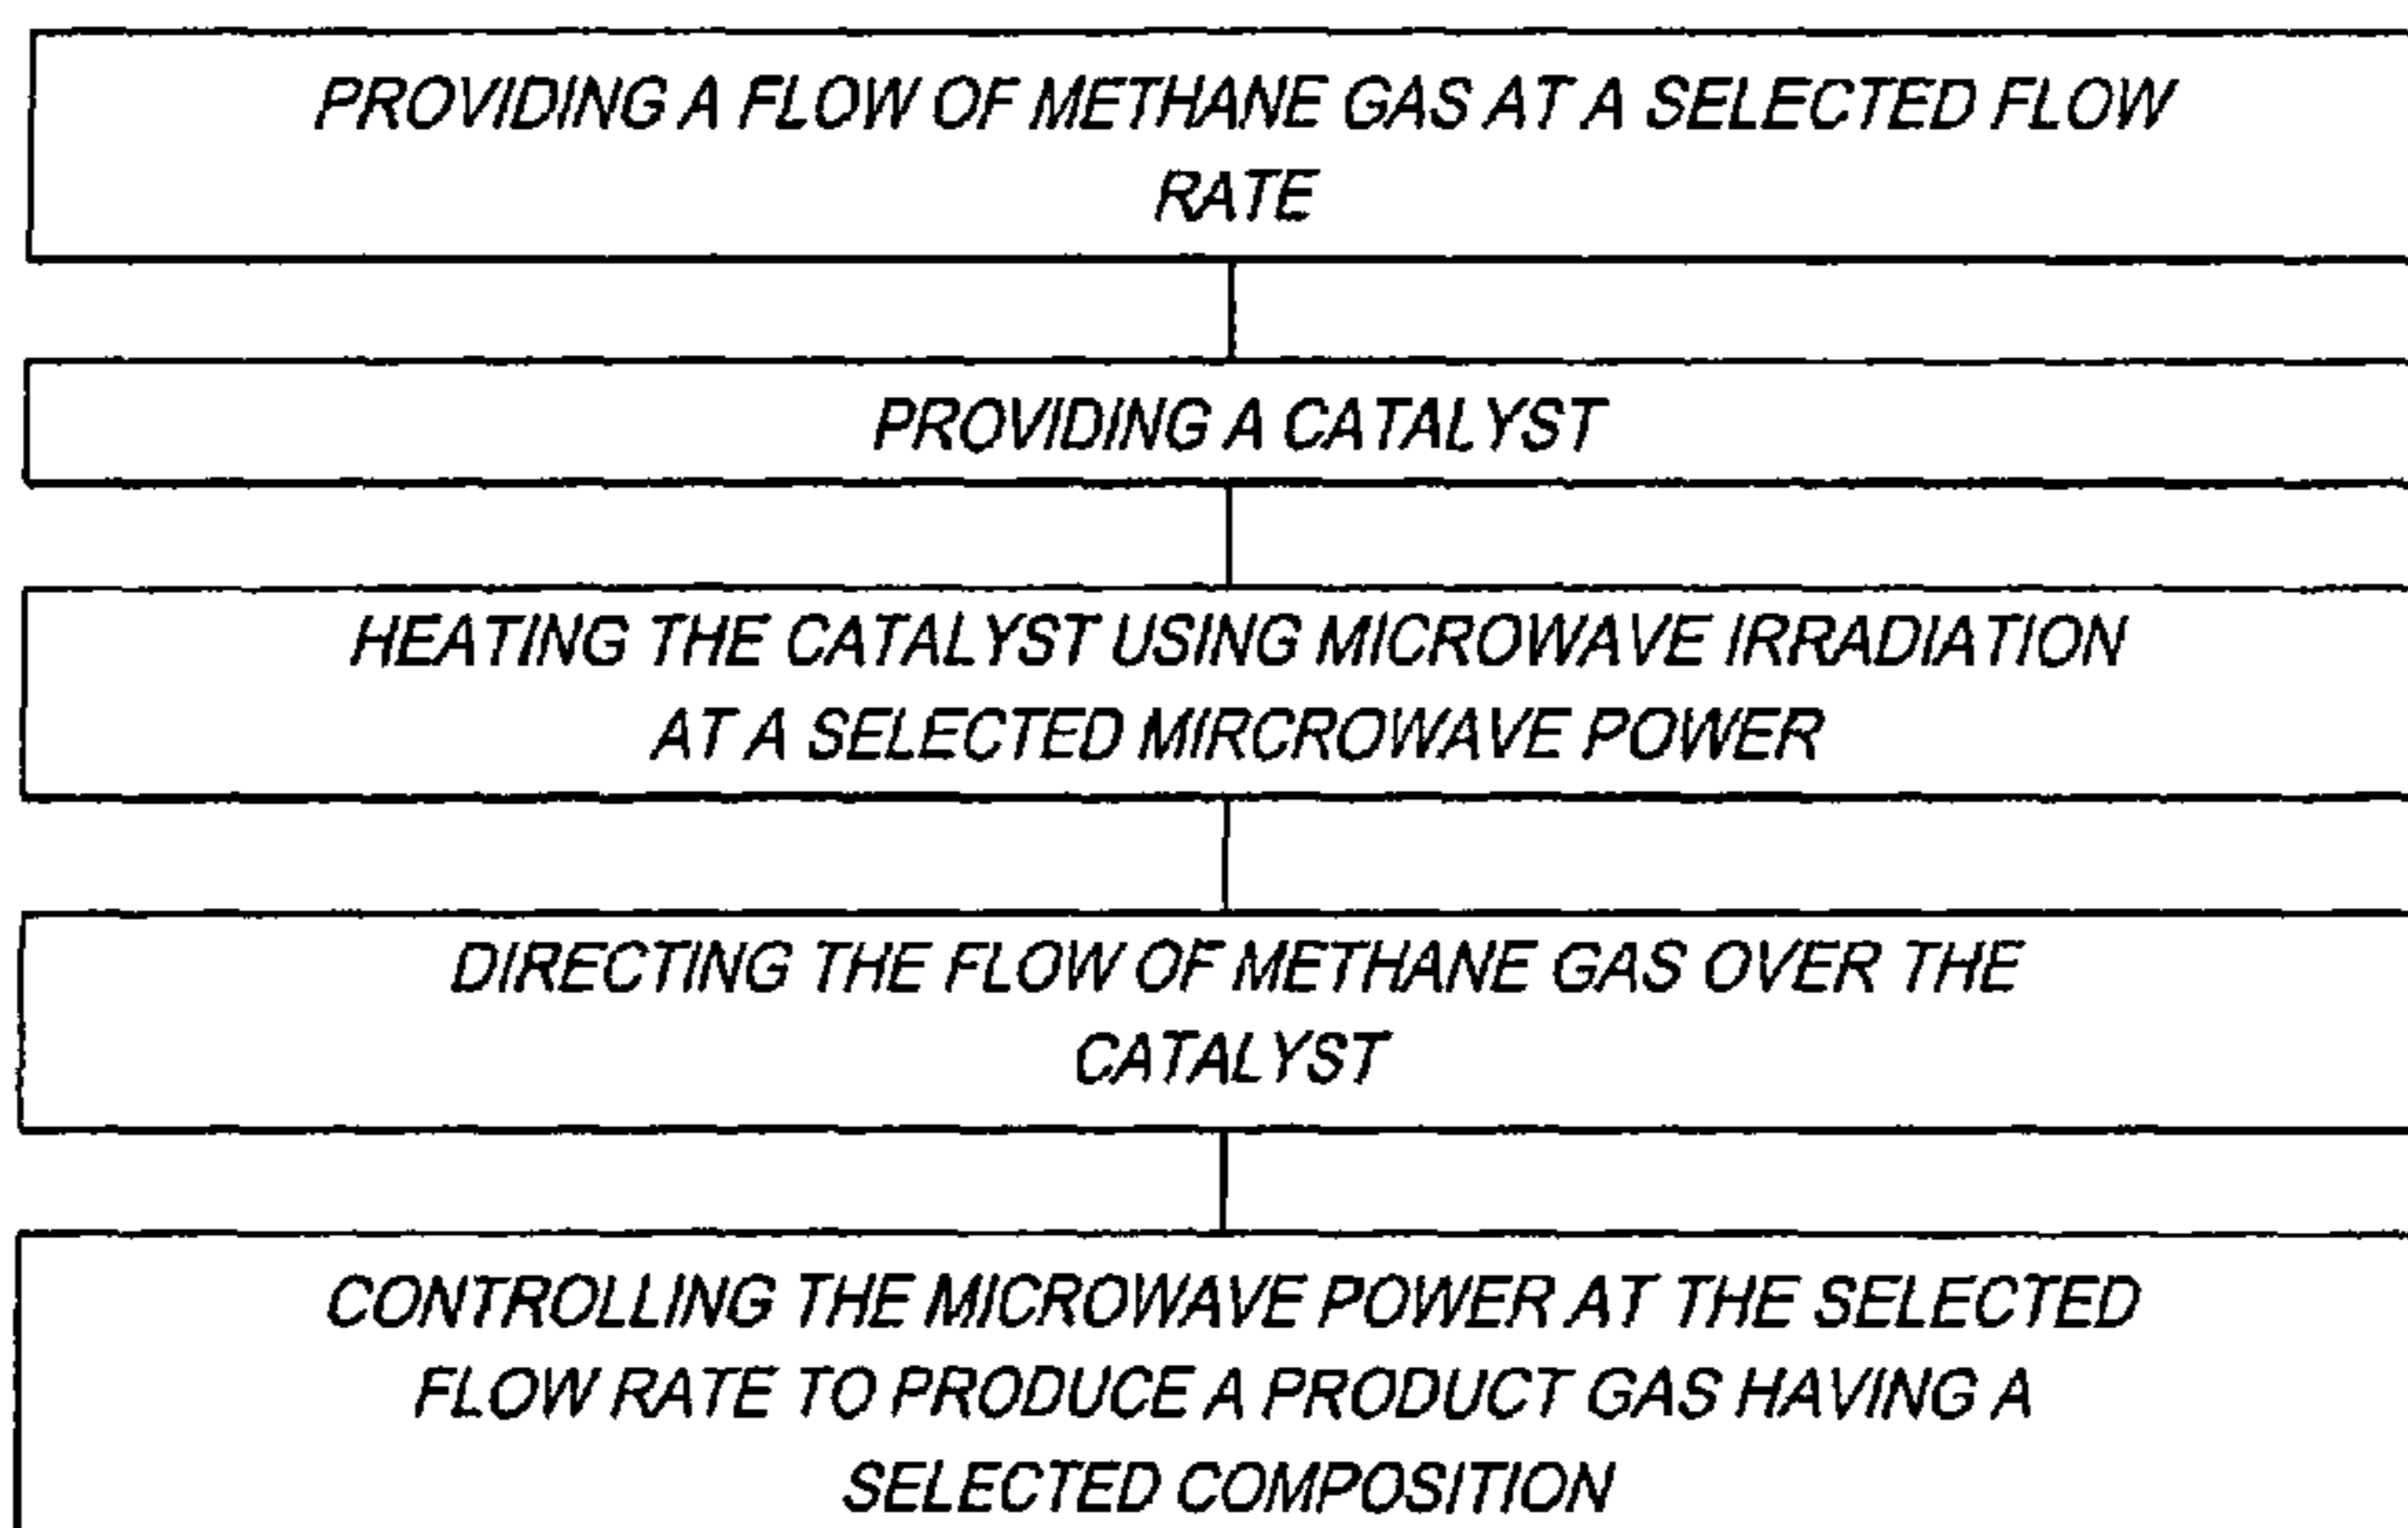 PROVIDING A FLOW OF METHANE GAS AT A SELECTED FLOW
RATE
PROVIDING A CATALYST
HEATING THE CATALYST USING MICROWAVE IRRADIATION
AT A SELECTED MIRCROWAVE POWER
DIRECTING THE FLOW OF METHANE GAS OVER THE
CATALYST
CONTROLLING THE MICROWAVE POWER AT THE SELECTED
FLOW RATE TO PRODUCE A PRODUCT GAS HAVING A
SELECTED COMPOSITION